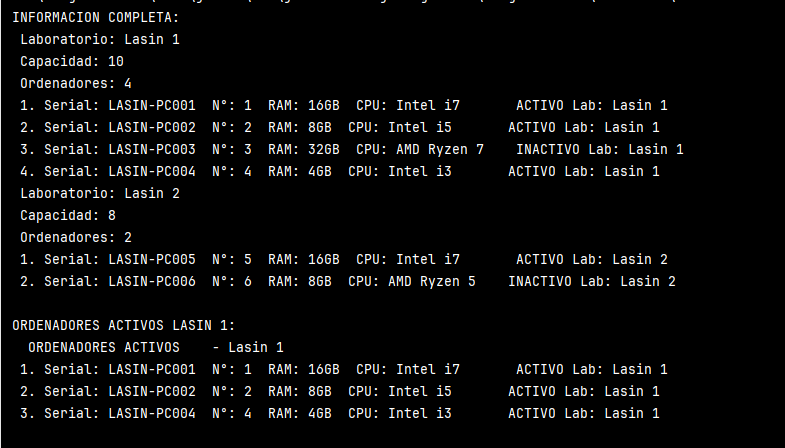 INFORMACION COMPLETA:
 Laboratorio: Lasin 1
 Capacidad: 10
 Ordenadores: 4
 1. Serial: LASIN-PC001  N°: 1  RAM: 16GB  CPU: Intel i7       ACTIVO Lab: Lasin 1
 2. Serial: LASIN-PC002  N°: 2  RAM: 8GB  CPU: Intel i5       ACTIVO Lab: Lasin 1
 3. Serial: LASIN-PC003  N°: 3  RAM: 32GB  CPU: AMD Ryzen 7    INACTIVO Lab: Lasin 1
 4. Serial: LASIN-PC004  N°: 4  RAM: 4GB  CPU: Intel i3       ACTIVO Lab: Lasin 1
 Laboratorio: Lasin 2
 Capacidad: 8
 Ordenadores: 2
 1. Serial: LASIN-PC005  N°: 5  RAM: 16GB  CPU: Intel i7       ACTIVO Lab: Lasin 2
 2. Serial: LASIN-PC006  N°: 6  RAM: 8GB  CPU: AMD Ryzen 5    INACTIVO Lab: Lasin 2

ORDENADORES ACTIVOS LASIN 1:
  ORDENADORES ACTIVOS    - Lasin 1
 1. Serial: LASIN-PC001  N°: 1  RAM: 16GB  CPU: Intel i7       ACTIVO Lab: Lasin 1
 2. Serial: LASIN-PC002  N°: 2  RAM: 8GB  CPU: Intel i5       ACTIVO Lab: Lasin 1
 3. Serial: LASIN-PC004  N°: 4  RAM: 4GB  CPU: Intel i3       ACTIVO Lab: Lasin 1